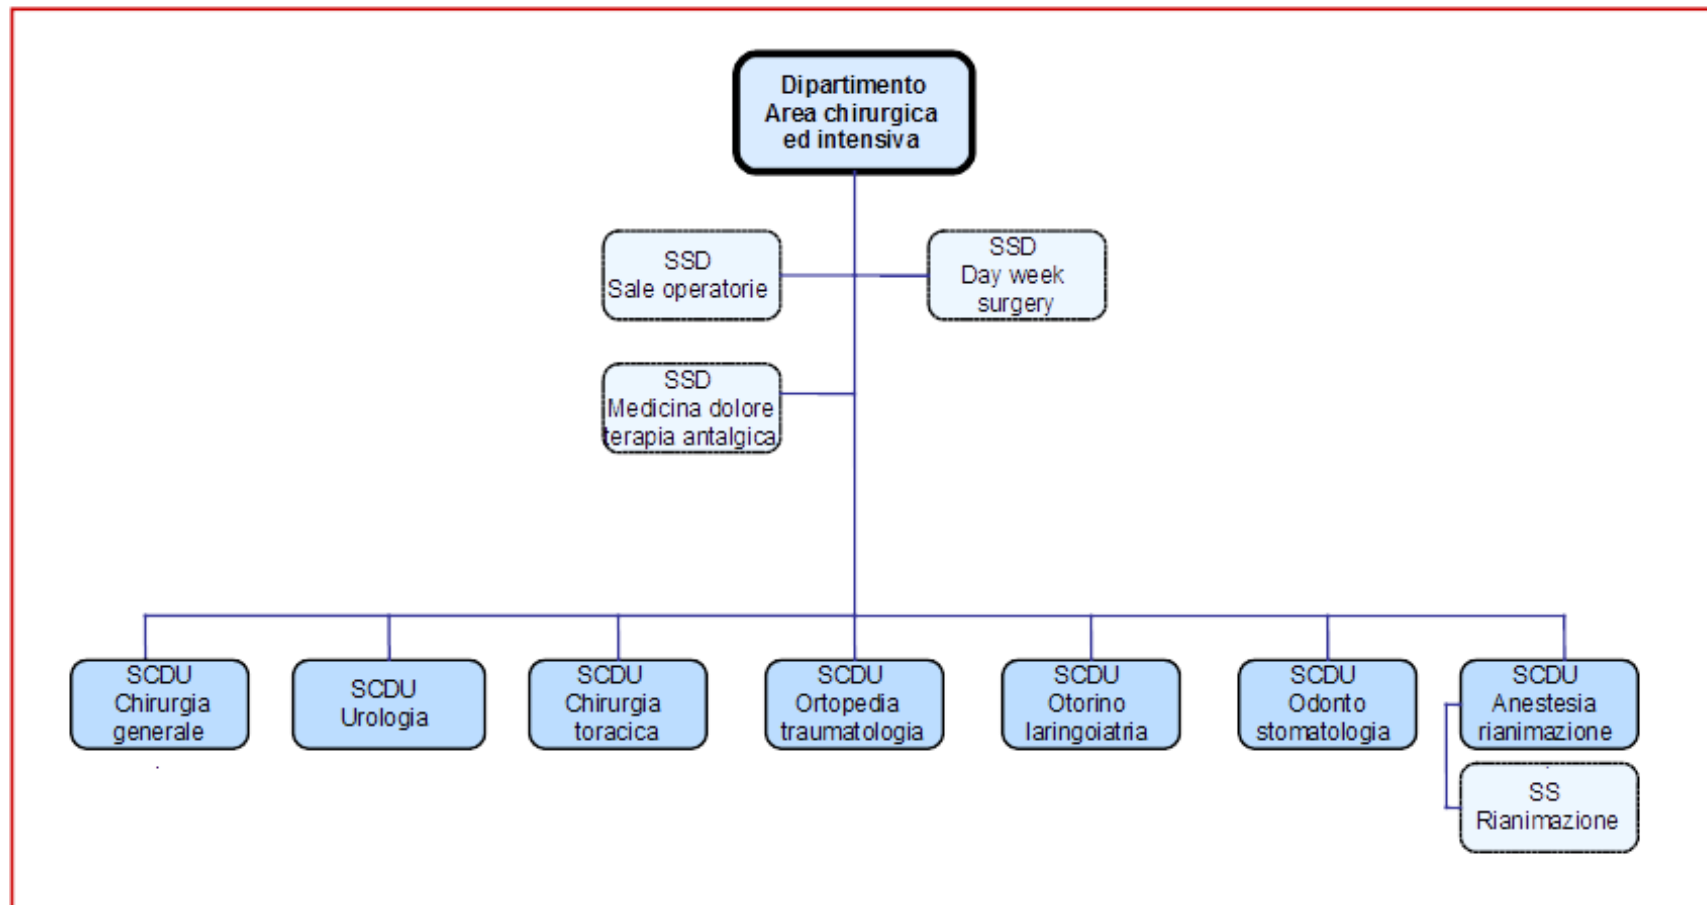 Dipartimento
Area chirurgica
ed intensiva
SSD
Sale operatorie
SSD
Day week
surgery
SSD
Medicina dolore
terapia antalgica
SCDU
Chirurgia
generale
SCDU
Urologia
SCDU
Chirurgia
toracica
SCDU
Ortopedia
traumatologia
SCDU
Otorino
laringoiatria
SCDU
Odonto
stomatologia
SCDU
Anestesia
rianimazione
SS
Rianimazione